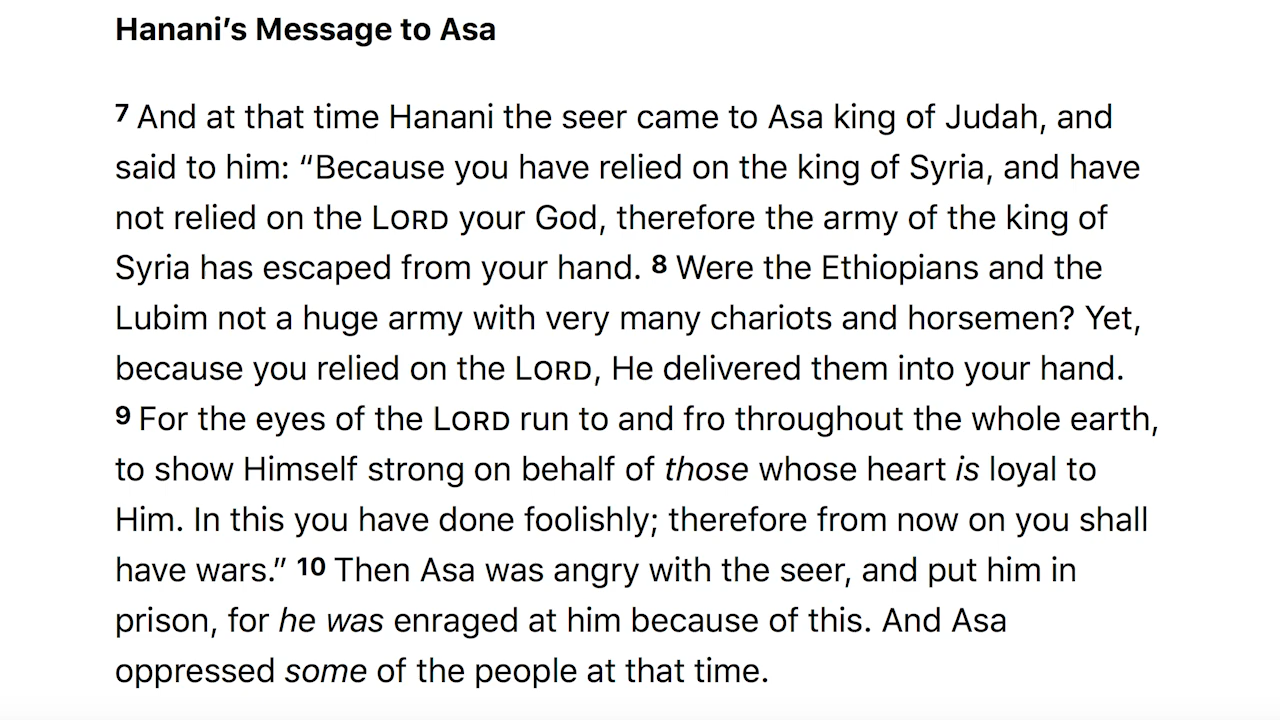 Hanani’s Message to Asa
7 And at that time Hanani the seer came to Asa king of Judah, and
said to him: “Because you have relied on the king of Syria, and have
not relied on the LORD your God, therefore the army of the king of
Syria has escaped from your hand. 8 Were the Ethiopians and the
Lubim not a huge army with very many chariots and horsemen? Yet,
because you relied on the LORD, He delivered them into your hand.
9 For the eyes of the LORD run to and fro throughout the whole earth,
to show Himself strong on behalf of those whose heart is loyal to
Him. In this you have done foolishly; therefore from now on you shall
have wars.” 10 Then Asa was angry with the seer, and put him in
prison, for he was enraged at him because of this. And Asa
oppressed some of the people at that time.